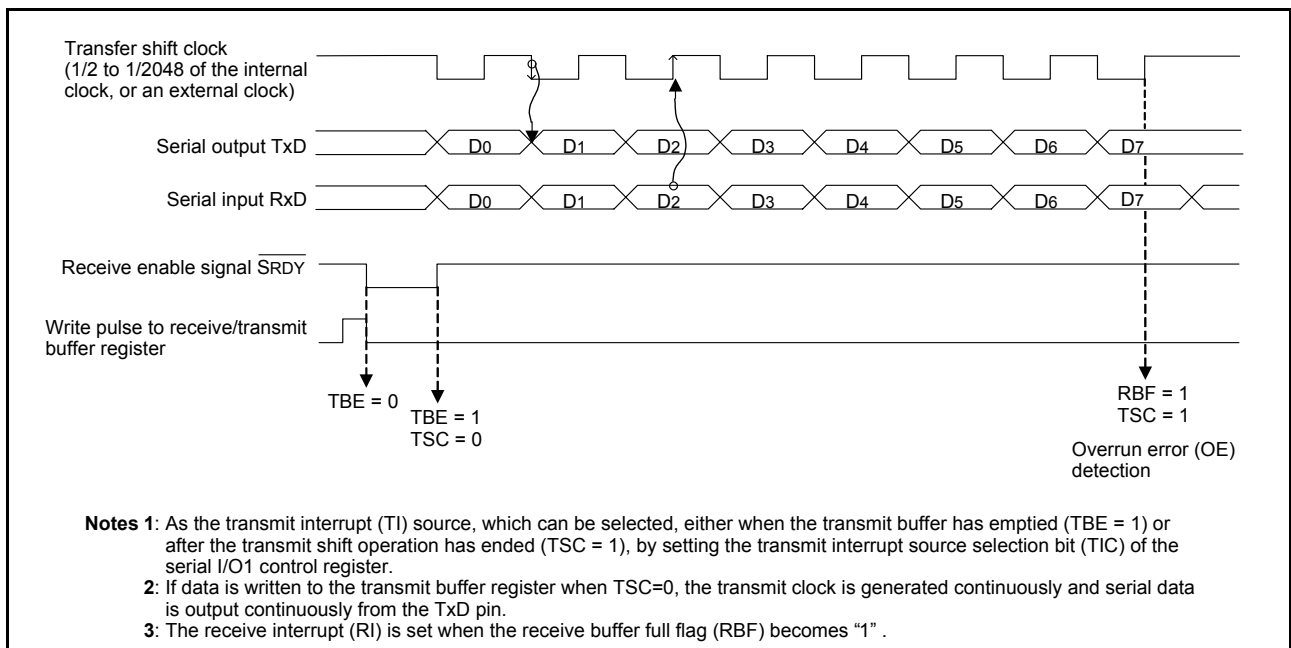 Transfer shift clock
(1/2 to 1/2048 of the internal
clock, or an external clock)
Serial output TxD
D0 D1 D2 D3 D4 D5 D6 D7
Serial input RxD
D0 D1 D2 D3 D4 D5 D6 D7
Receive enable signal SRDY
Write pulse to receive/transmit
buffer register
TBE = 0
TBE = 1
TSC = 0
RBF = 1
TSC = 1
Overrun error (OE)
detection
Notes 1: As the transmit interrupt (TI) source, which can be selected, either when the transmit buffer has emptied (TBE = 1) or
after the transmit shift operation has ended (TSC = 1), by setting the transmit interrupt source selection bit (TIC) of the
serial I/O1 control register.
2: If data is written to the transmit buffer register when TSC=0, the transmit clock is generated continuously and serial data
is output continuously from the TxD pin.
3: The receive interrupt (RI) is set when the receive buffer full flag (RBF) becomes “1” .